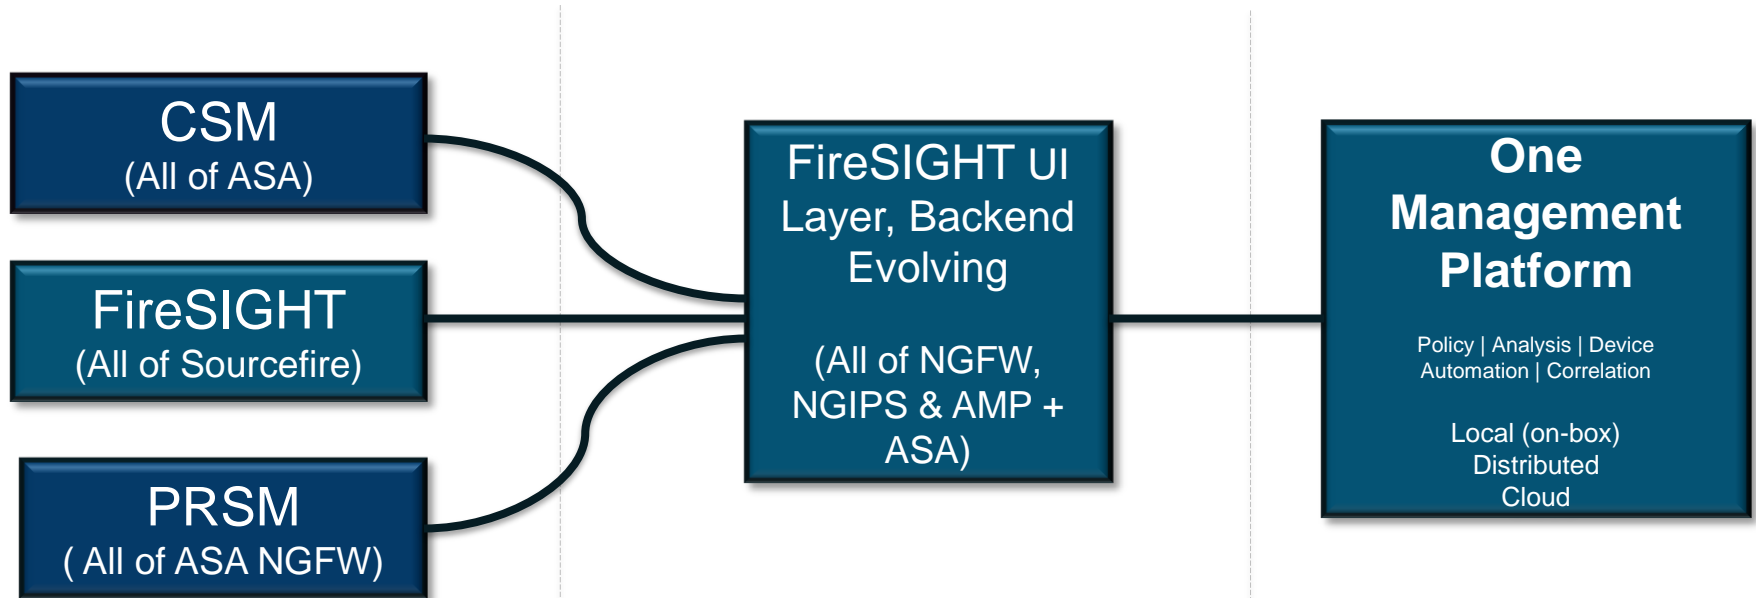 CSM
(All of ASA)
FireSIGHT
(All of Sourcefire)
PRSM
( All of ASA NGFW)
FireSIGHT UI
Layer, Backend
Evolving
(All of NGFW,
NGIPS & AMP +
ASA)
One
Management
Platform
Policy | Analysis | Device
Automation | Correlation
Local (on-box)
Distributed
Cloud